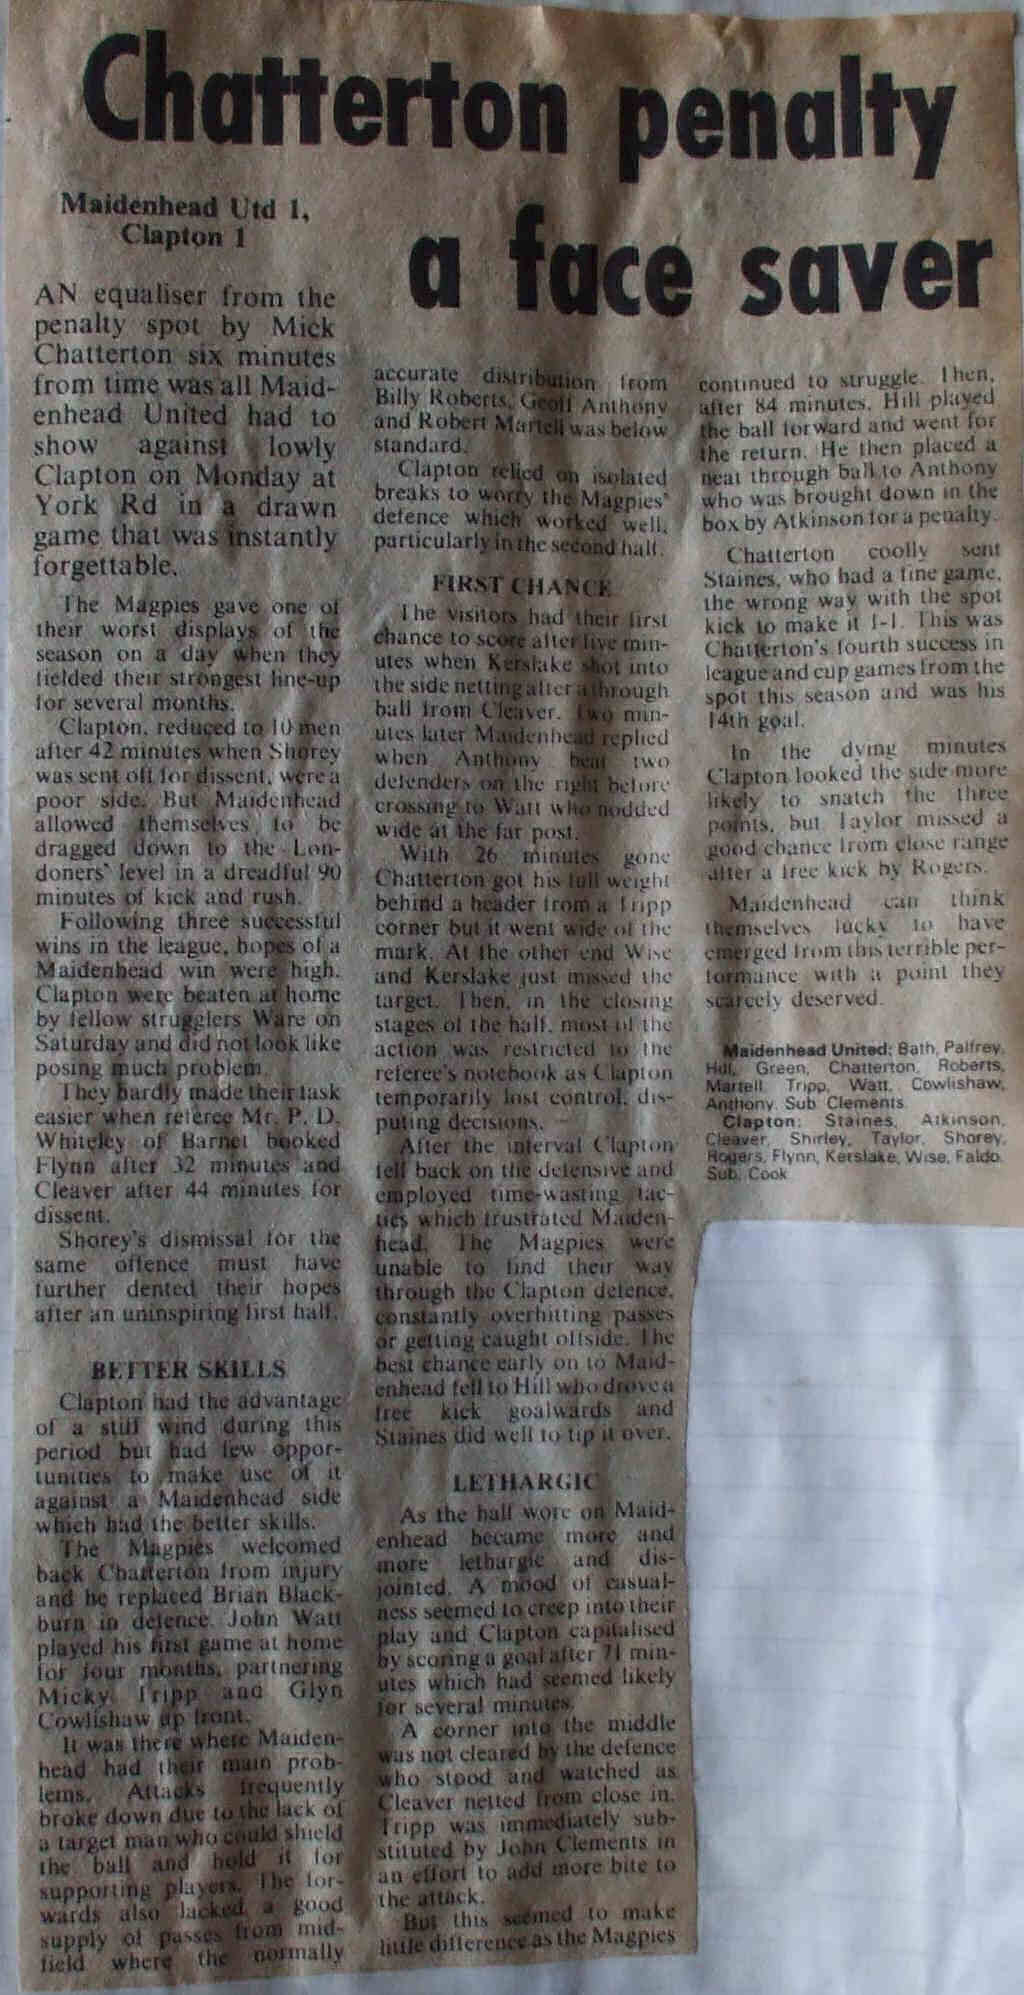 Chatterton penalty
a face saver
Maidenhead Utd 1,
Clapton 1
AN equaliser from the
penalty spot by Mick
Chatterton six minutes
from time was all Maid-
enhead United had to
show against lowly
Clapton on Monday at
York Rd in a drawn
game that was instantly
forgettable.
The Magpies gave one of
their worst displays of the
season on a day when they
fielded their strongest line-up
for several months.
Clapton, reduced to 10 men
after 42 minutes when Shorey
was sent off for dissent, were a
poor side. But Maidenhead
allowed themselves to be
dragged down to the Lon-
doners' level in a dreadful 90
minutes of kick and rush.
Following three successful
wins in the league, hopes of a
Maidenhead win were high.
Clapton were beaten at home
by fellow strugglers Ware on
Saturday and did not look like
posing much problem.
They hardly made their task
easier when referee Mr. P. D.
Whiteley of Barnet booked
Flynn after 32 minutes and
Cleaver after 44 minutes for
dissent.
Shorey's dismissal for the
same offence must have
further dented their hopes
after an uninspiring first half.
BETTER SKILLS
Clapton had the advantage
of a stiff wind during this
period but had few oppor-
tunities to make use of it
against a Maidenhead side
which had the better skills.
The Magpies welcomed
back Chatterton from injury
and he replaced Brian Black-
burn in defence. John Watt
played his first game at home
for four months, partnering
Micky Tripp and Glyn
Cowlishaw up front.
It was there where Maiden-
head had their main prob-
lems. Attacks frequently
broke down due to the lack of
a target man who could shield
the ball and hold it for
supporting players. The for-
wards also lacked a good
supply of passes from mid-
field where the normally
accurate distribution from
Billy Roberts, Geoff Anthony
and Robert Martell was below
standard.
Clapton relied on isolated
breaks to worry the Magpies'
defence which worked well,
particularly in the second half.
FIRST CHANCE
The visitors had their first
chance to score after five min-
utes when Kerslake shot into
the side netting after a through
ball from Cleaver. Two min-
utes later Maidenhead replied
when Anthony beat two
defenders on the right before
crossing to Watt who nodded
wide at the far post.
With 26 minutes gone
Chatterton got his full weight
behind a header from a Tripp
corner but it went wide of the
mark. At the other end Wise
and Kerslake just missed the
target. Then, in the closing
stages of the half, most of the
action was restricted to the
referee's notebook as Clapton
temporarily lost control, dis-
puting decisions.
After the interval Clapton
fell back on the defensive and
employed time-wasting tac-
tics which frustrated Maiden-
head. The Magpies were
unable to find their way
through the Clapton defence,
constantly overhitting passes
or getting caught offside. The
best chance early on to Maid-
enhead fell to Hill who drove a
free kick goalwards and
Staines did well to tip it over.
LETHARGIC
As the half wore on Maid-
enhead became more and
more lethargic and dis-
jointed. A mood of casual-
ness seemed to creep into their
play and Clapton capitalised
by scoring a goal after 71 min-
utes which had seemed likely
for several minutes.
A corner into the middle
was not cleared by the defence
who stood and watched as
Cleaver netted from close in.
Tripp was immediately sub-
stituted by John Clements in
an effort to add more bite to
the attack.
But this seemed to make
little difference as the Magpies
continued to struggle. Then,
after 84 minutes, Hill played
the ball forward and went for
the return. He then placed a
neat through ball to Anthony
who was brought down in the
box by Atkinson for a penalty.
Chatterton coolly sent
Staines, who had a fine game,
the wrong way with the spot
kick to make it 1-1. This was
Chatterton's fourth success in
league and cup games from the
spot this season and was his
14th goal.
In the dying minutes
Clapton looked the side more
likely to snatch the three
points, but Taylor missed a
good chance from close range
after a free kick by Rogers.
Maidenhead can think
themselves lucky to have
emerged from this terrible per-
formance with a point they
scarcely deserved.
Maidenhead United: Bath, Palfrey,
Hill, Green, Chatterton, Roberts,
Martell, Tripp, Watt, Cowlishaw,
Anthony. Sub Clements.
Clapton: Staines, Atkinson,
Cleaver, Shirley, Taylor, Shorey,
Rogers, Flynn, Kerslake, Wise, Faldo.
Sub. Cook